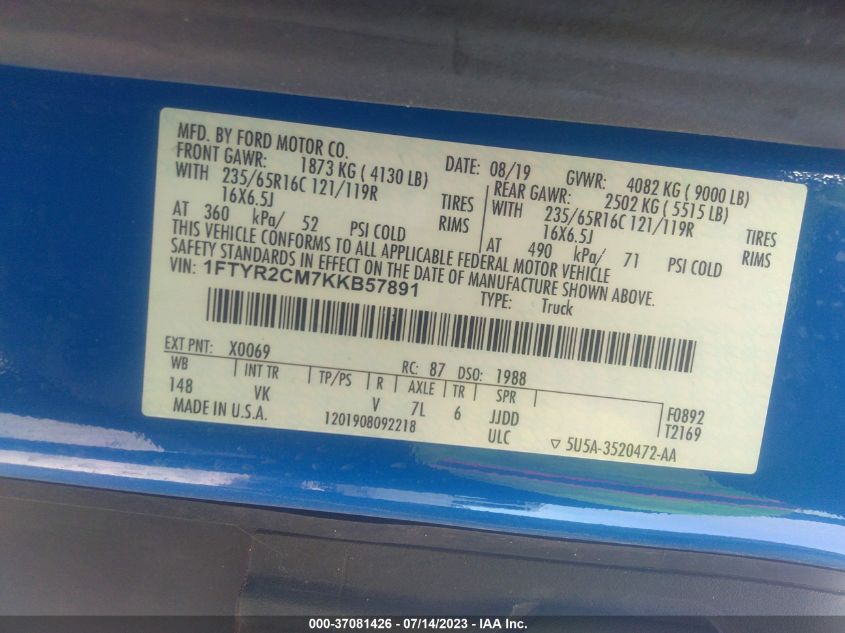 MFD. BY FORD MOTOR CO.
DATE: 08/19 GVWR: 4082 KG ( 9000 LB)
FRONT GAWR: 1873 KG ( 4130 LB) REAR GAWR: 2502 KG ( 5515 LB)
WITH 235/65R16C 121/119R TIRES WITH 235/65R16C 121/119R TIRES
16X6.5J RIMS 16X6.5J RIMS
AT 360 kPa/ 52 PSI COLD AT 490 kPa/ 71 PSI COLD
THIS VEHICLE CONFORMS TO ALL APPLICABLE FEDERAL MOTOR VEHICLE
SAFETY STANDARDS IN EFFECT ON THE DATE OF MANUFACTURE SHOWN ABOVE.
VIN: 1FTYR2CM7KKB57891 TYPE: Truck
EXT PNT: X0069 RC: 87 DSO: 1988
WB INT TR TP/PS R AXLE TR SPR F0892
148 VK V 7L 6 JJDD T2169
MADE IN U.S.A. 1201908092218 ULC ▽ 5U5A-3520472-AA
000-37081426 - 07/14/2023 - IAA Inc.